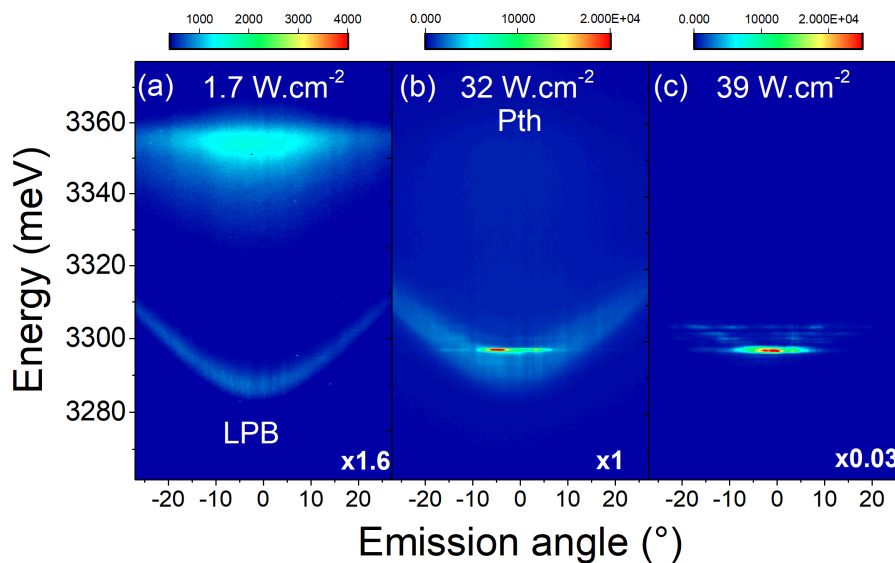 1000 2000 3000 4000
0.000 10000 2.000E+04
0.000 10000 2.000E+04
(a) 1.7 W.cm-2
(b) 32 W.cm-2
Pth
(c) 39 W.cm-2
3360
3340
3320
3300
3280
Energy (meV)
LPB
x1.6
x1
x0.03
-20 -10 0 10 20
-20 -10 0 10 20
-20 -10 0 10 20
Emission angle (°)